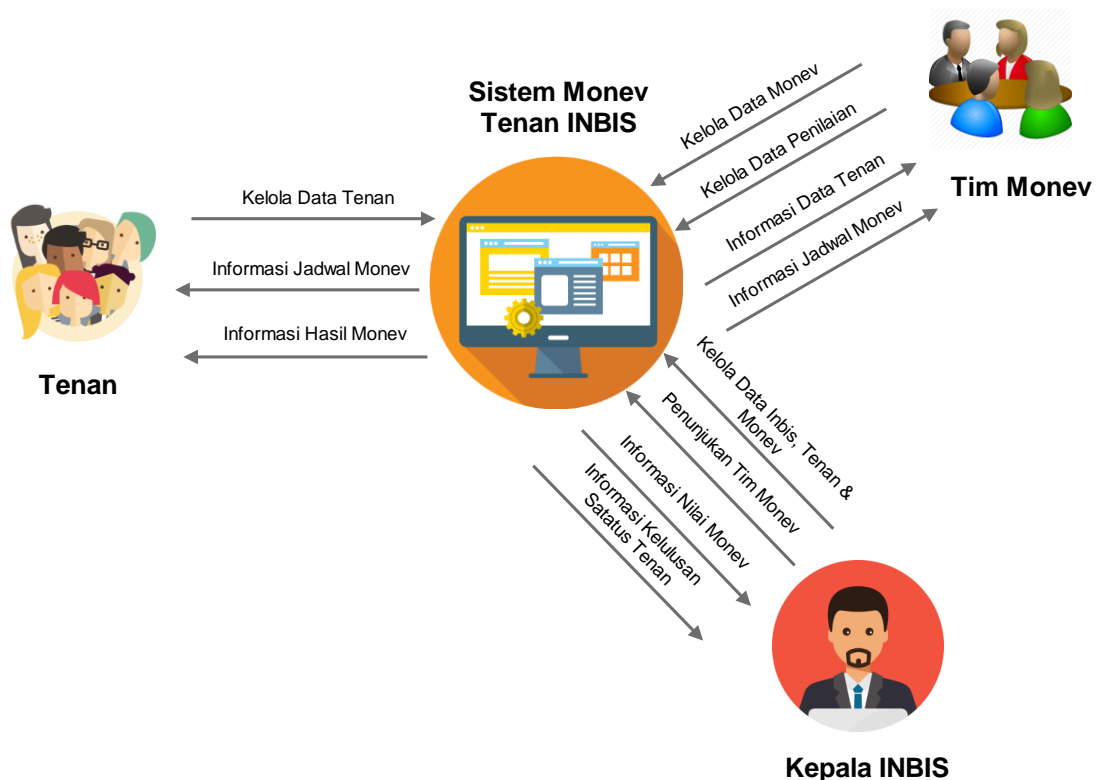 Sistem Monev
Tenan INBIS
Kelola Data Monev
Kelola Data Penilaian
Informasi Data Tenan
Informasi Jadwal Monev
Tim Monev
Kelola Data Tenan
Informasi Jadwal Monev
Informasi Hasil Monev
Tenan
Kelola Data Inbis, Tenan &
Monev
Penunjukan Tim Monev
Informasi Nilai Monev
Informasi Kelulusan
Satatus Tenan
Kepala INBIS